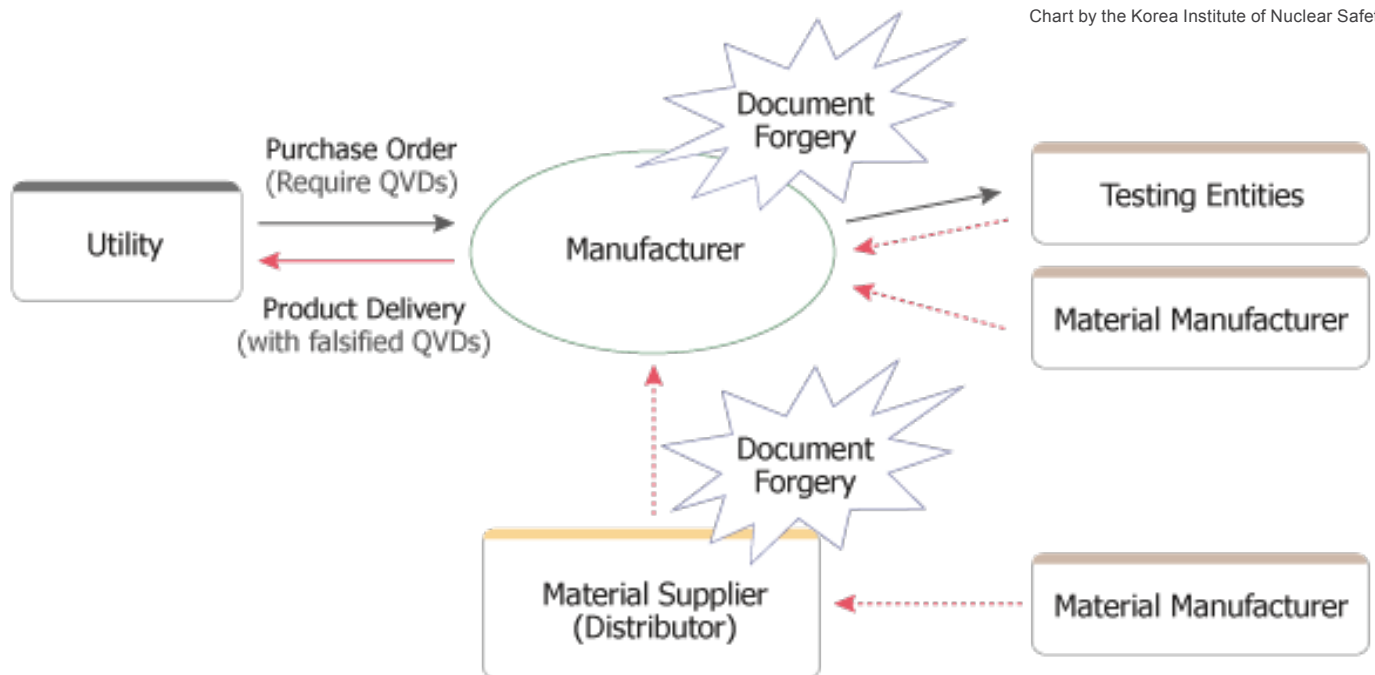 Chart by the Korea Institute of Nuclear
Document
Forgery
Purchase Order
(Require QVDs)
Testing Entities
Utility
Manufacturer
Product Delivery
(with falsified QVDs)
Material Manufacturer
Document
Forgery
Material Supplier
(Distributor)
Material Manufacturer